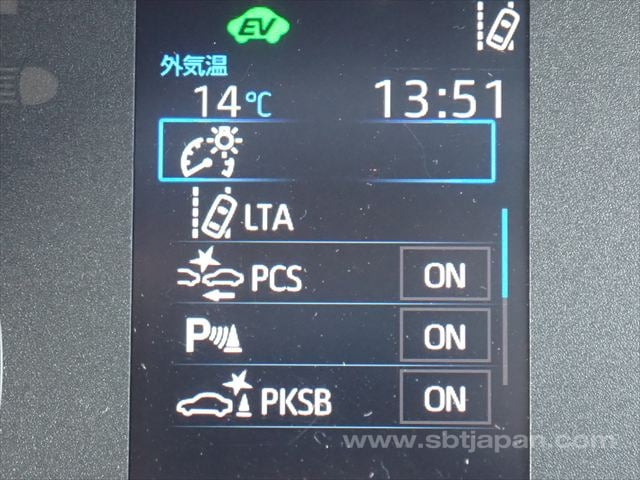 EV
外気温
14℃ 13:51
LTA
PCS ON
P ON
PKSB ON
www.sbtjapan.com